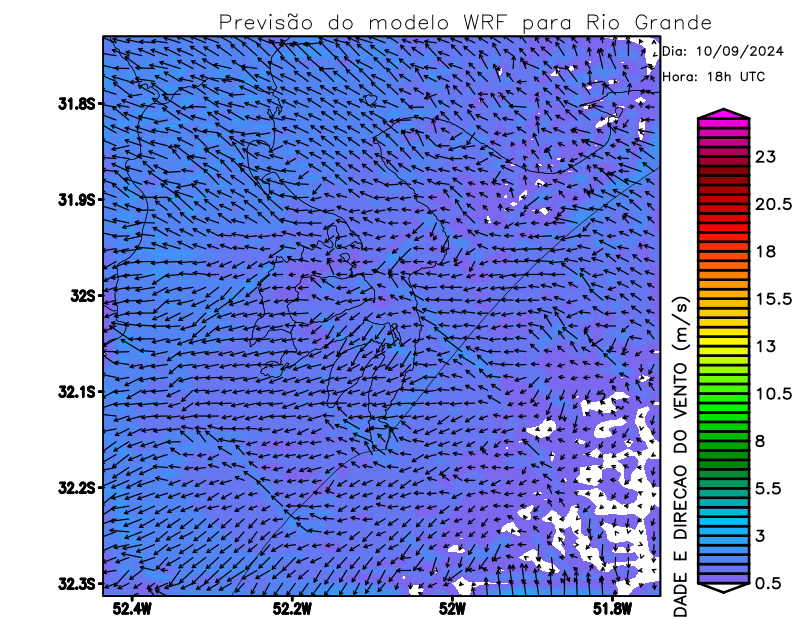 Previsão do modelo WRF para Rio Grande
Dia: 10/09/2024
Hora: 18h UTC
31.8S
31.9S
32S
32.1S
32.2S
32.3S
52.4W
52.2W
52W
51.8W
23
20.5
18
15.5
13
10.5
8
5.5
3
0.5
DADE E DIRECAO DO VENTO (m/s)